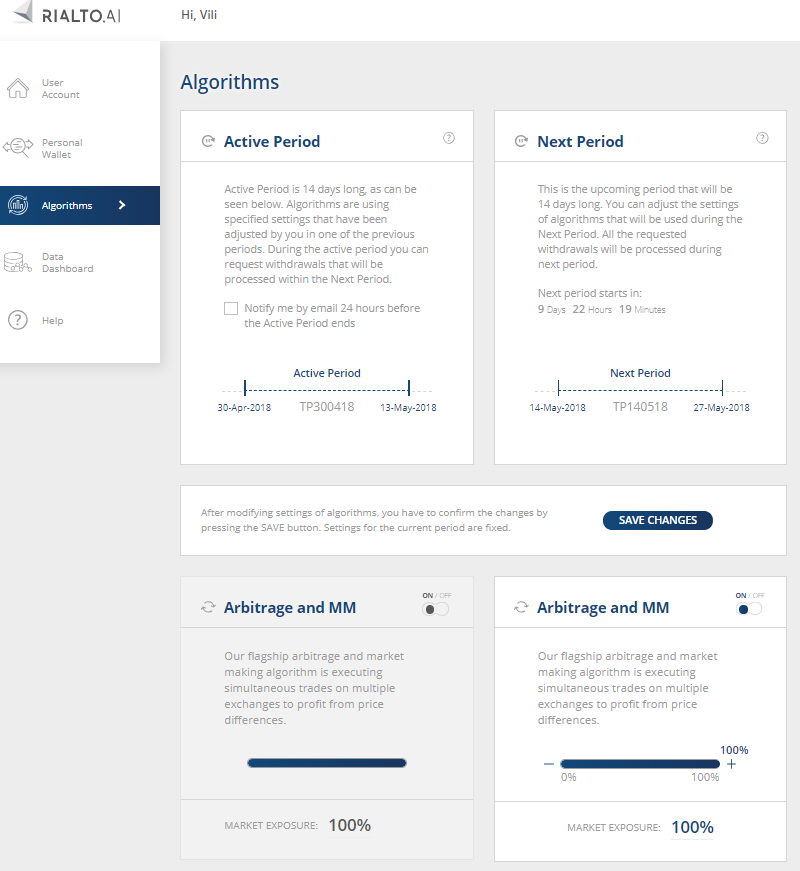 RIALTO.AI
Hi, Vili
User
Account
Personal
Wallet
Algorithms
Data
Dashboard
? Help
Algorithms
Active Period ?
Active Period is 14 days long, as can be
seen below. Algorithms are using
specified settings that have been
adjusted by you in one of the previous
periods. During the active period you can
request withdrawals that will be
processed within the Next Period.
Notify me by email 24 hours before
the Active Period ends
Active Period
30-Apr-2018 TP300418 13-May-2018
Next Period ?
This is the upcoming period that will be
14 days long. You can adjust the settings
of algorithms that will be used during the
Next Period. All the requested
withdrawals will be processed during
next period.
Next period starts in:
9 Days 22 Hours 19 Minutes
Next Period
14-May-2018 TP140518 27-May-2018
After modifying settings of algorithms, you have to confirm the changes by
pressing the SAVE button. Settings for the current period are fixed.
SAVE CHANGES
Arbitrage and MM
ON / OFF
Our flagship arbitrage and market
making algorithm is executing
simultaneous trades on multiple
exchanges to profit from price
differences.
MARKET EXPOSURE: 100%
Arbitrage and MM
ON / OFF
Our flagship arbitrage and market
making algorithm is executing
simultaneous trades on multiple
exchanges to profit from price
differences.
100%
− +
0% 100%
MARKET EXPOSURE: 100%